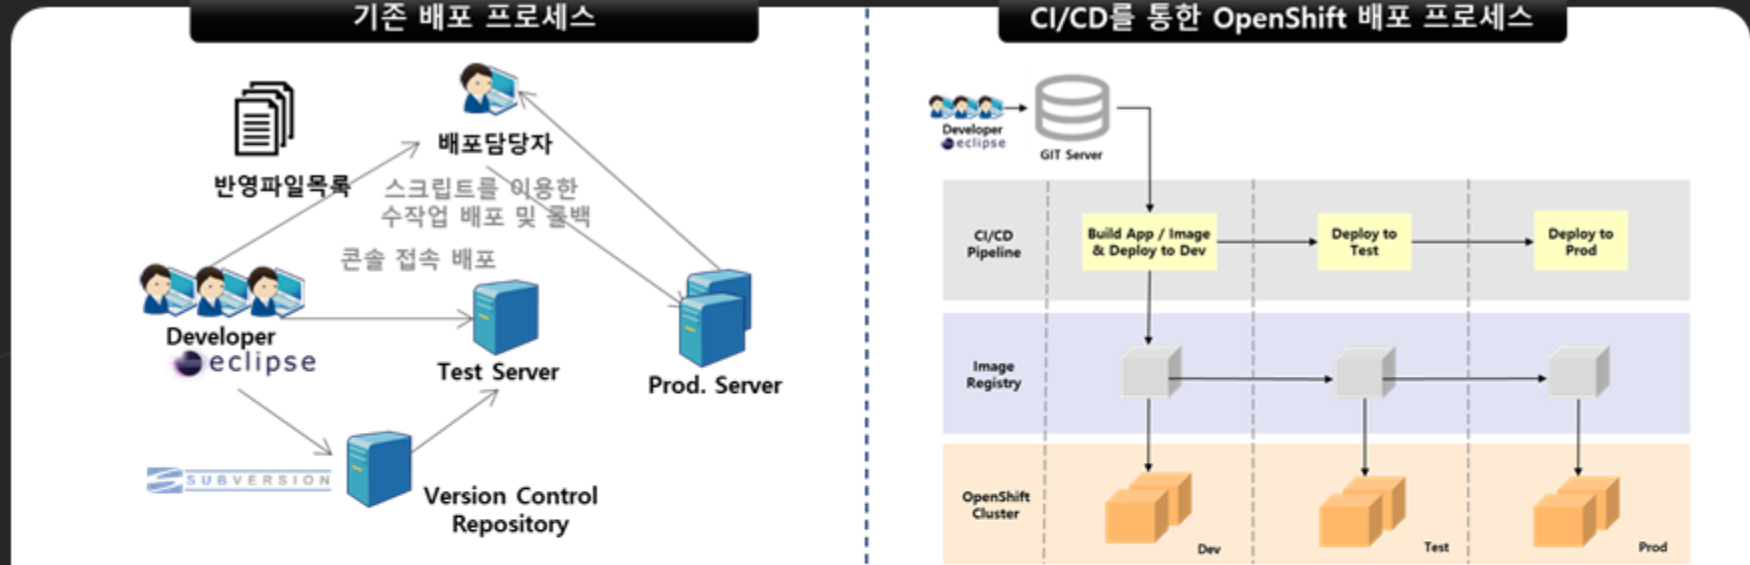 기존 배포 프로세스
반영파일목록
배포담당자
스크립트를 이용한
수작업 배포 및 롤백
콘솔 접속 배포
Developer
eclipse
Test Server
Prod. Server
SUBVERSION
Version Control
Repository
CI/CD를 통한 OpenShift 배포 프로세스
Developer
eclipse
GIT Server
CI/CD
Pipeline
Build App / Image
& Deploy to Dev
Deploy to
Test
Deploy to
Prod
Image
Registry
OpenShift
Cluster
Dev
Test
Prod